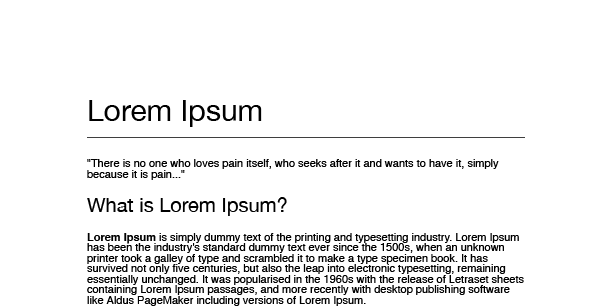 Lorem Ipsum
"There is no one who loves pain itself, who seeks after it and wants to have it, simply
because it is pain..."
What is Lorem Ipsum?
Lorem Ipsum is simply dummy text of the printing and typesetting industry. Lorem Ipsum
has been the industry's standard dummy text ever since the 1500s, when an unknown
printer took a galley of type and scrambled it to make a type specimen book. It has
survived not only five centuries, but also the leap into electronic typesetting, remaining
essentially unchanged. It was popularised in the 1960s with the release of Letraset sheets
containing Lorem Ipsum passages, and more recently with desktop publishing software
like Aldus PageMaker including versions of Lorem Ipsum.